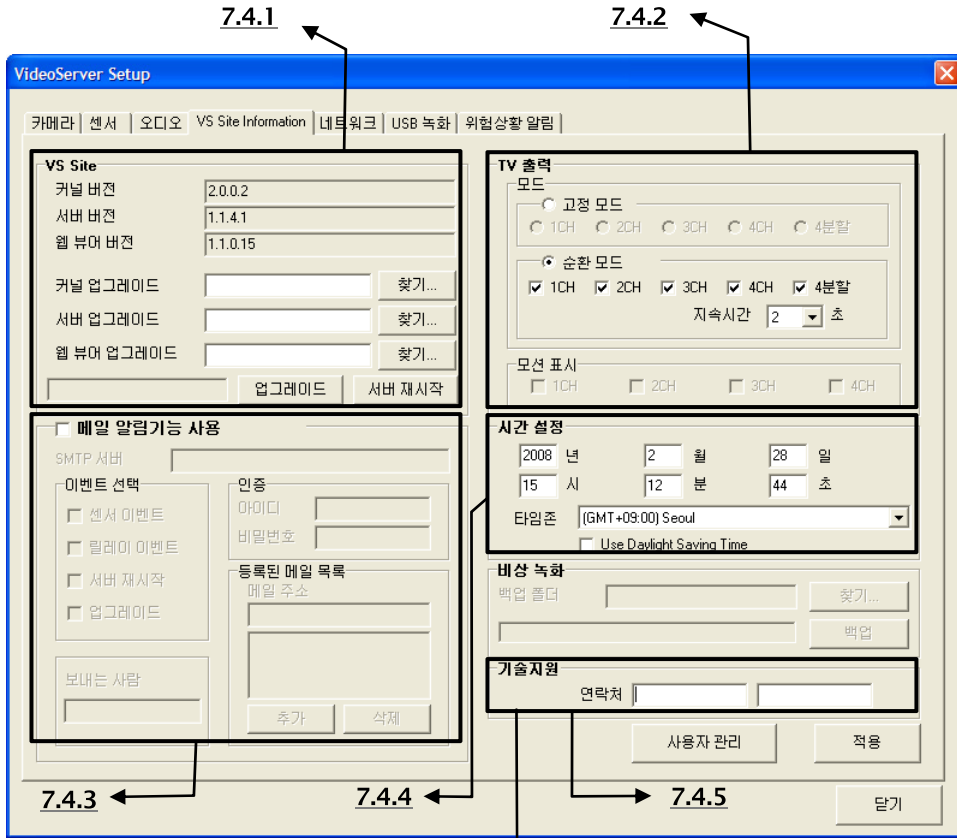 7.4.1
7.4.2
VideoServer Setup
카메라 센서 오디오 VS Site Information 네트워크 USB 녹화 위험상황 알림
VS Site
커널 버전 2.0.0.2
서버 버전 1.1.4.1
웹 뷰어 버전 1.1.0.15
커널 업그레이드 찾기...
서버 업그레이드 찾기...
웹 뷰어 업그레이드 찾기...
업그레이드 서버 재시작
TV 출력
모드
고정 모드
1CH 2CH 3CH 4CH 4분할
순환 모드
1CH 2CH 3CH 4CH 4분할
지속시간 2 초
모션 표시
1CH 2CH 3CH 4CH
메일 알림기능 사용
SMTP 서버
이벤트 선택
센서 이벤트
릴레이 이벤트
서버 재시작
업그레이드
인증
아이디
비밀번호
등록된 메일 목록
메일 주소
보내는 사람
추가 삭제
시간 설정
2008 년 2 월 28 일
15 시 12 분 44 초
타임존 (GMT+09:00) Seoul
Use Daylight Saving Time
비상 녹화
백업 폴더 찾기...
백업
기술지원
연락처
사용자 관리 적용
7.4.3
7.4.4
7.4.5
닫기